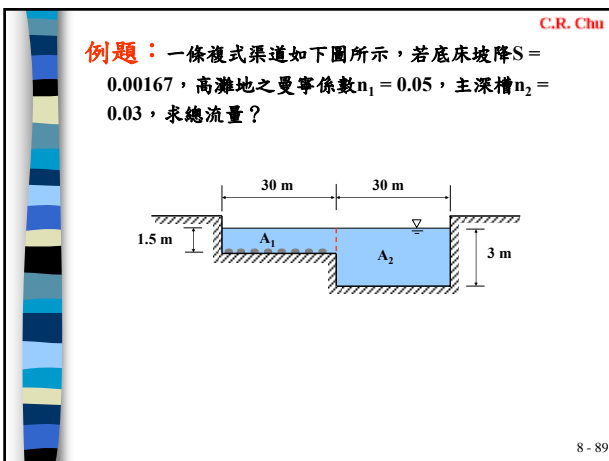 C.R. Chu
例題：一條複式渠道如下圖所示，若底床坡降S =
0.00167，高灘地之曼寧係數n₁ = 0.05，主深槽n₂ =
0.03，求總流量？
30 m 30 m
1.5 m A₁ A₂ 3 m
8 - 89